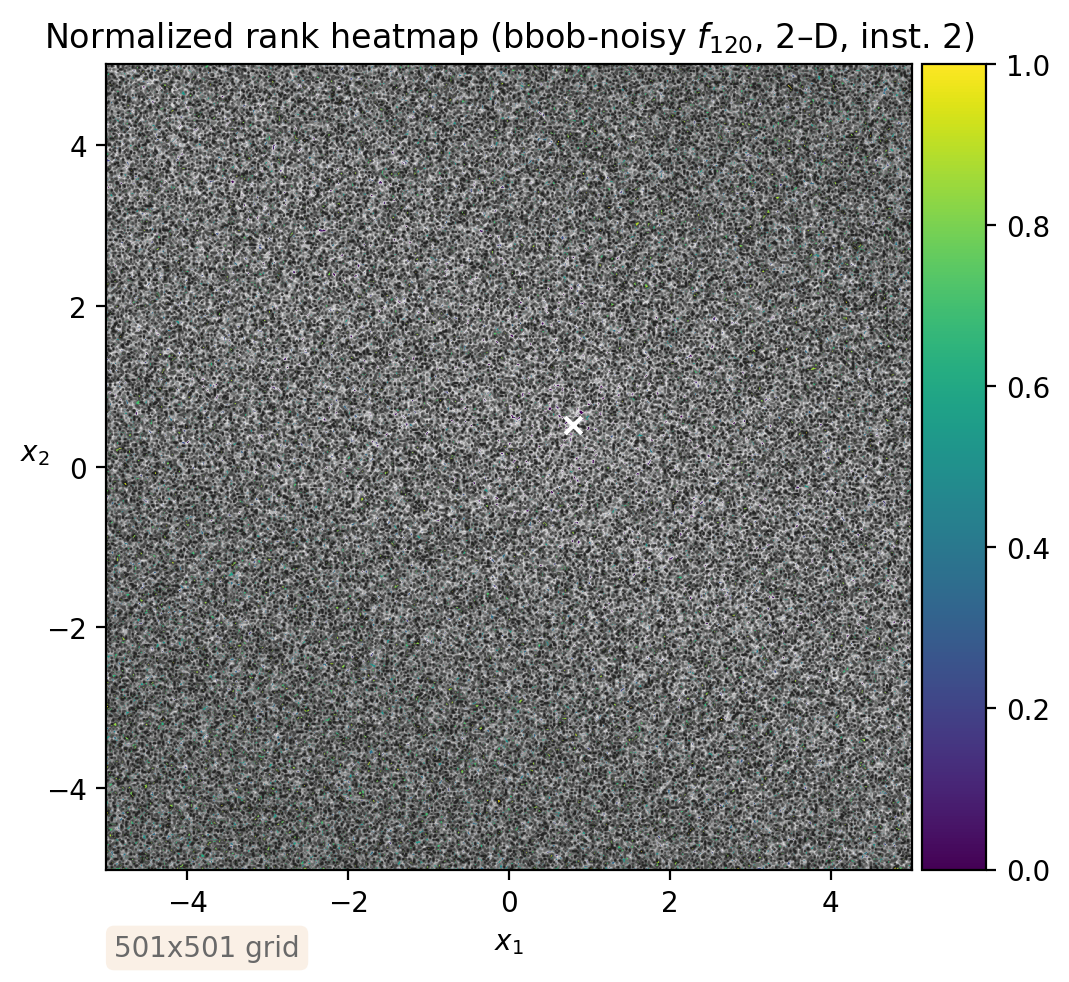 Normalized rank heatmap (bbob-noisy f₁₂₀, 2–D, inst. 2)
1.0
0.8
0.6
0.4
0.2
0.0
4
2
0
−2
−4
x₂
−4 −2 0 2 4
x₁
501x501 grid